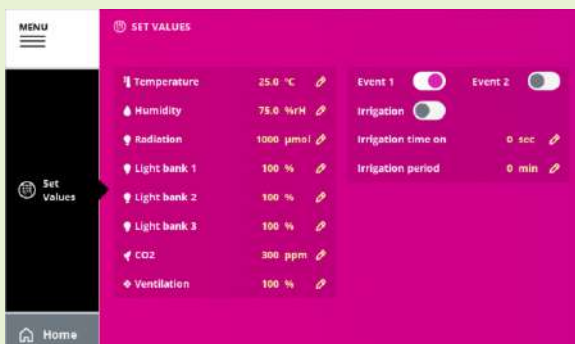 MENU
SET VALUES
Temperature 25.0 °C
Humidity 75.0 %rH
Radiation 1000 µmol
Light bank 1 100 %
Light bank 2 100 %
Light bank 3 100 %
CO2 300 ppm
Ventilation 100 %
Event 1 Event 2
Irrigation
Irrigation time on 0 sec
Irrigation period 0 min
Set
Values
Home